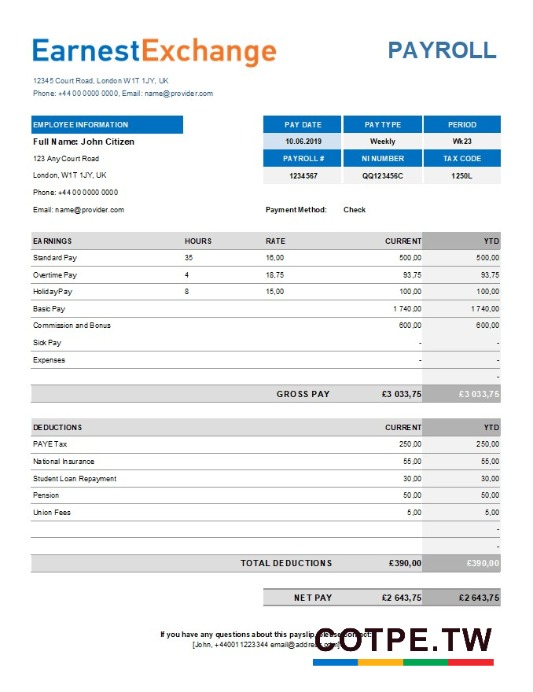 EarnestExchange
PAYROLL
12345 Court Road, London W1T 1JY, UK
Phone: +44 00 0000 0000, Email: name@provider.com
EMPLOYEE INFORMATION PAY DATE PAY TYPE PERIOD
Full Name: John Citizen 10.06.2019 Weekly Wk23
123 Any Court Road PAYROLL # NI NUMBER TAX CODE
London, W1T 1JY, UK 1234567 QQ123456C 1250L
Phone: +44 00 0000 0000
Email: name@provider.com Payment Method: Check
EARNINGS HOURS RATE CURRENT YTD
Standard Pay 35 15,00 500,00 500,00
Overtime Pay 4 18,75 93,75 93,75
Holiday Pay 8 15,00 100,00 100,00
Basic Pay 1 740,00 1 740,00
Commission and Bonus 600,00 600,00
Sick Pay - -
Expenses - -
-
GROSS PAY £3 033,75 £3 033,75
DEDUCTIONS CURRENT YTD
PAYE Tax 250,00 250,00
National Insurance 55,00 55,00
Student Loan Repayment 30,00 30,00
Pension 50,00 50,00
Union Fees 5,00 5,00
-
-
TOTAL DEDUCTIONS £390,00 £390,00
NET PAY £2 643,75 £2 643,75
If you have any questions about this payslip, please contact:
[John, +440011223344 email@address
COTPE.TW